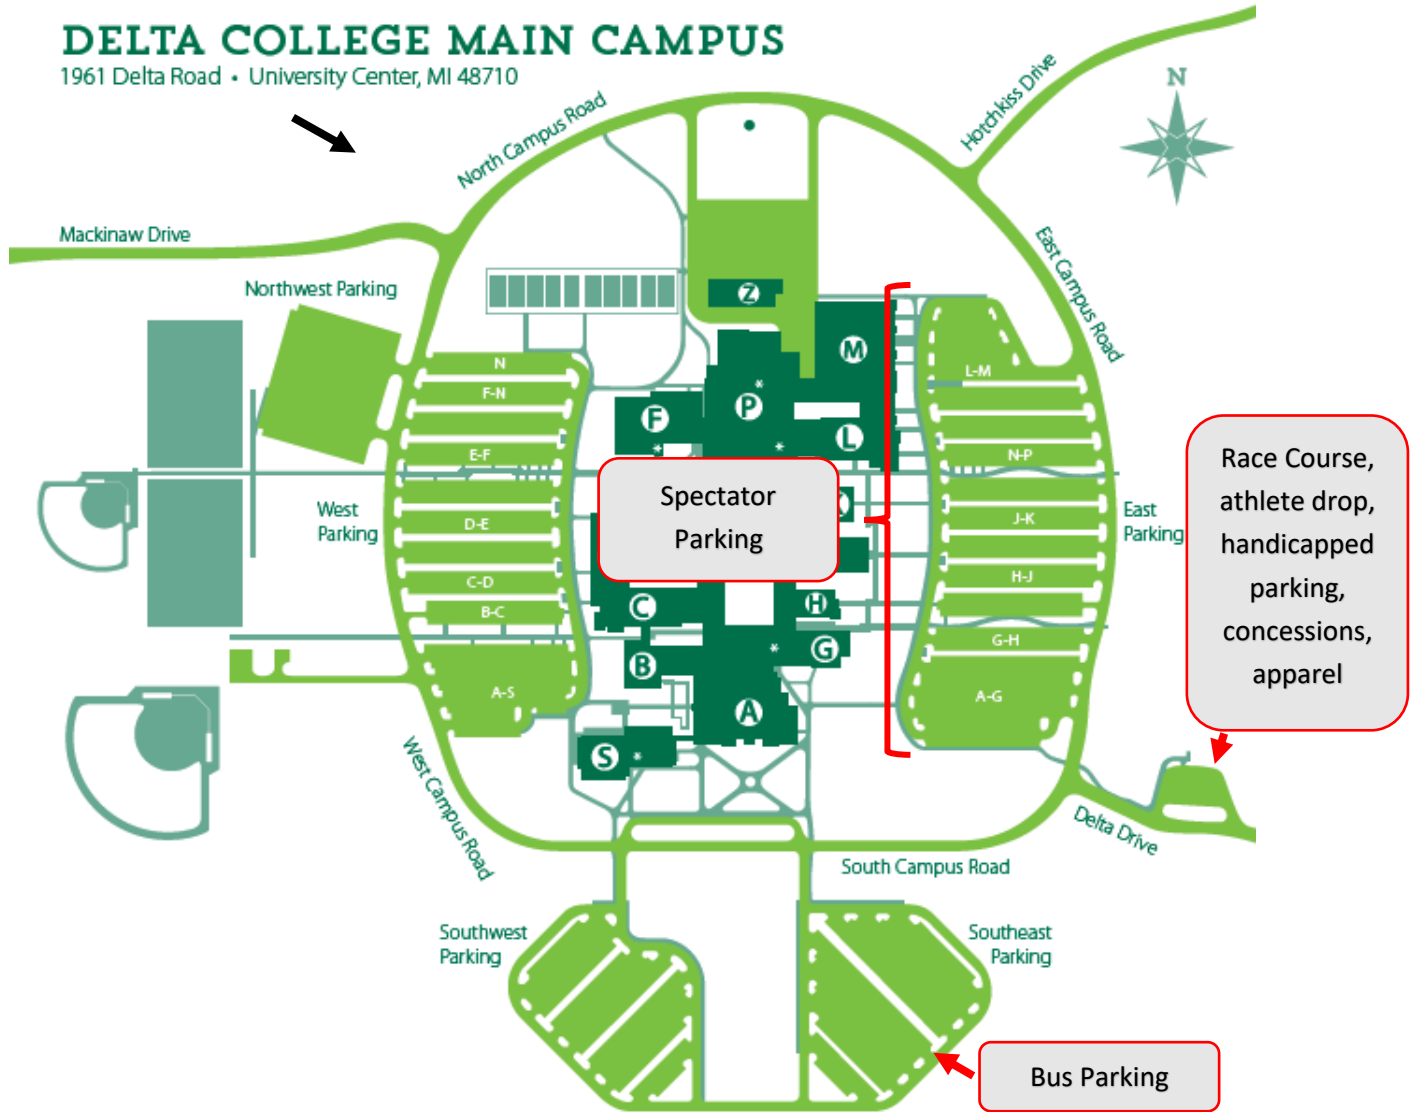 DELTA COLLEGE MAIN CAMPUS
1961 Delta Road • University Center, MI 48710
North Campus Road
Hotchkiss Drive
N
Mackinaw Drive
East Campus Road
Northwest Parking
Z
M
N
L-M
F-N
P
F
L
E-F
N-P
Race Course,
athlete drop,
handicapped
parking,
concessions,
apparel
Spectator
Parking
West
Parking
D-E
J-K
East
Parking
C-D
H-J
B-C
C
H
G-H
B
G
A-S
A
A-G
S
West Campus Road
Delta Drive
South Campus Road
Southwest
Parking
Southeast
Parking
Bus Parking